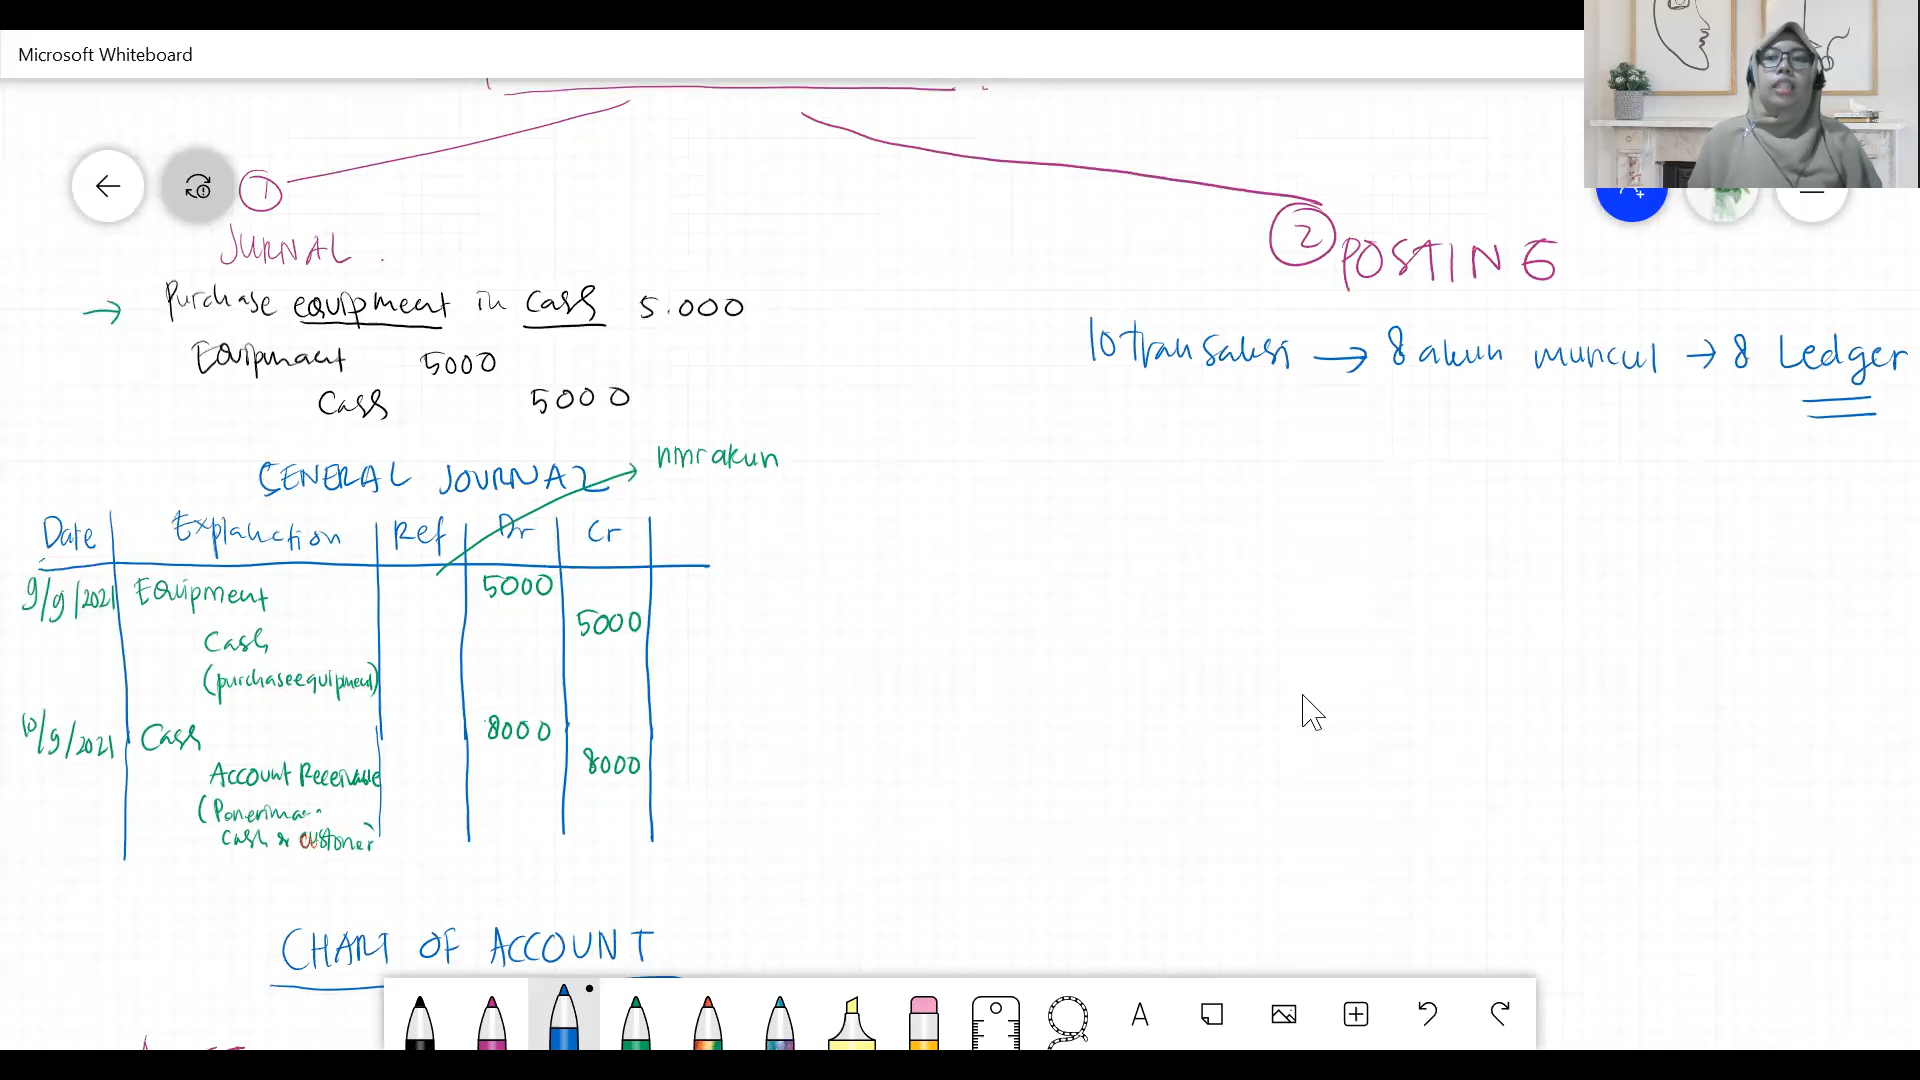 Microsoft Whiteboard
1
JURNAL.
→ Purchase equipment in cash 5.000
Equipment 5000
Cash 5000
GENERAL JOURNAL
nmr akun
Date Explanction Ref Dr Cr
9/9/2021 Equipment 5000
Cash 5000
(purchase equipment)
10/9/2021 Cash 8000
Account Receivable 8000
(Penerimaan
cash customer)
CHART OF ACCOUNT
2 POSTING
10 transaksi → 8 akun muncul → 8 Ledger
A